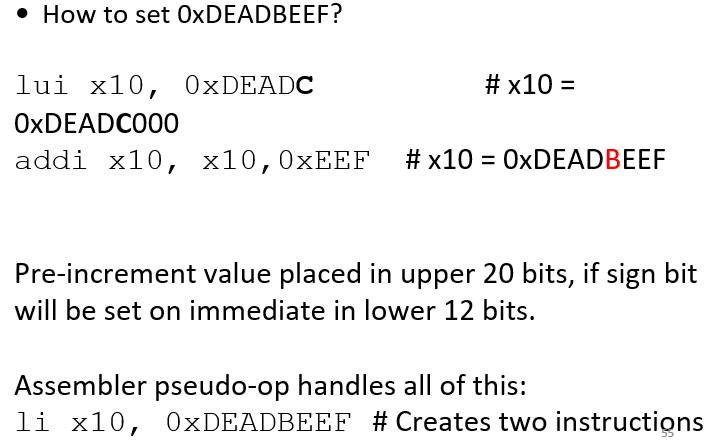 • How to set 0xDEADBEEF?
lui x10, 0xDEADC # x10 =
0xDEADC000
addi x10, x10,0xEEF # x10 = 0xDEADBEEF
Pre-increment value placed in upper 20 bits, if sign bit
will be set on immediate in lower 12 bits.
Assembler pseudo-op handles all of this:
li x10, 0xDEADBEEF # Creates two instructions
55